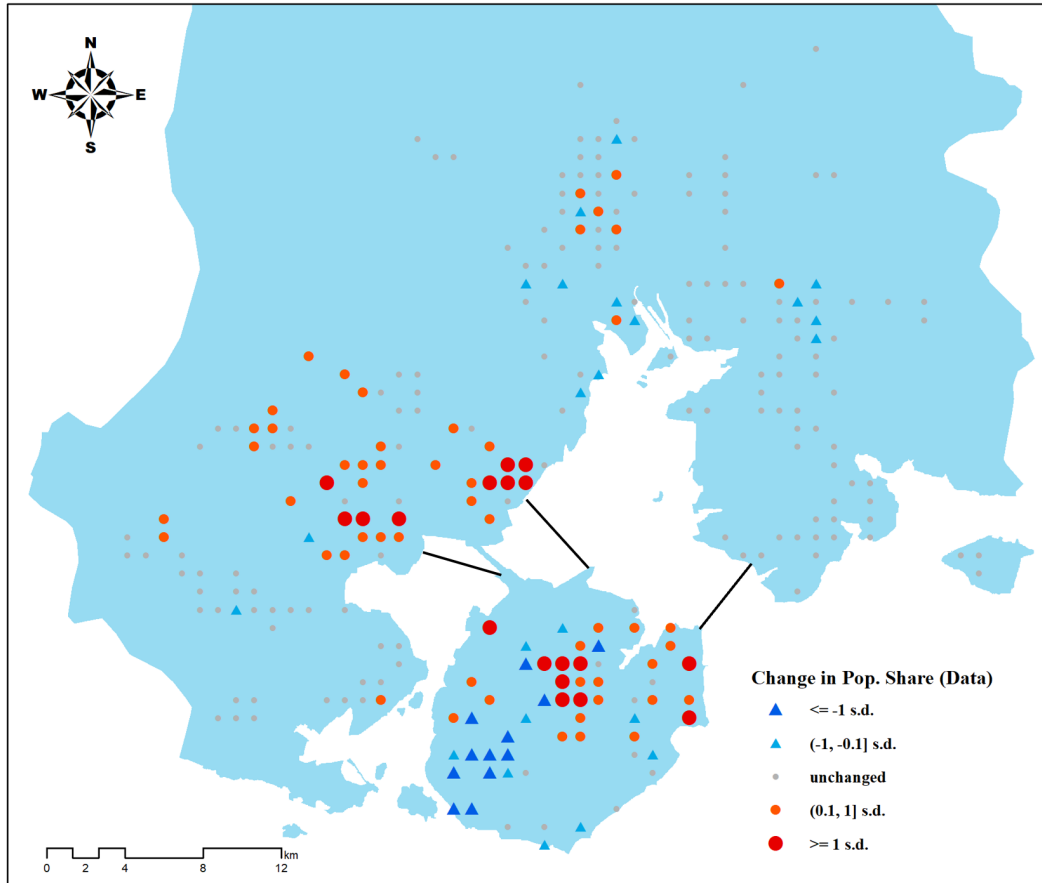 N
W E
S
Change in Pop. Share (Data)
<= -1 s.d.
(-1, -0.1] s.d.
unchanged
(0.1, 1] s.d.
>= 1 s.d.
km
0 2 4 8 12